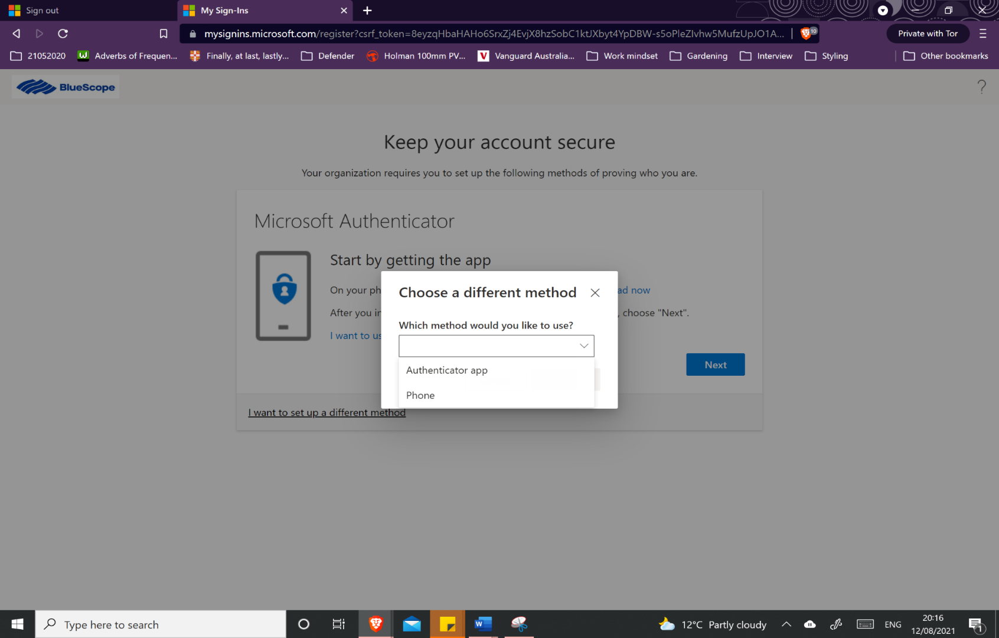 Sign out
My Sign-Ins
mysignins.microsoft.com/register?csrf_token=8eyzqHbaHAHo6SrxZj4EvjX8hzSobC1ktJXbyt4YpDBW-s5oPleZIvhw5MufzUpJO1A...
10
Private with Tor
21052020
Adverbs of Frequen...
Finally, at last, lastly...
Defender
Holman 100mm PV...
Vanguard Australia...
Work mindset
Gardening
Interview
Styling
Other bookmarks
BlueScope
?
Keep your account secure
Your organization requires you to set up the following methods of proving who you are.
Microsoft Authenticator
Start by getting the app
On your ph
ad now
After you in
, choose "Next".
I want to us
Choose a different method
Which method would you like to use?
Authenticator app
Phone
Next
I want to set up a different method
Type here to search
12°C Partly cloudy
ENG
20:16
12/08/2021
1